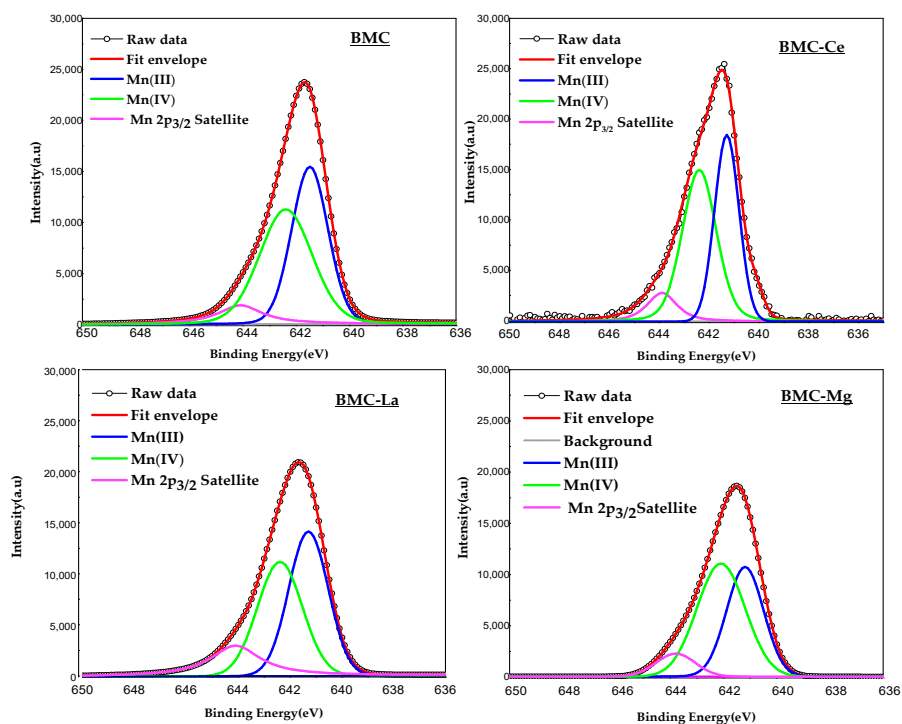 BMC
Raw data
Fit envelope
Mn(III)
Mn(IV)
Mn 2p3/2 Satellite
Intensity(a.u)
30,000
25,000
20,000
15,000
10,000
5,000
0
650 648 646 644 642 640 638 636
Binding Energy(eV)
BMC-Ce
Raw data
Fit envelope
Mn(III)
Mn(IV)
Mn 2p3/2 Satellite
Intensity(a.u)
30,000
25,000
20,000
15,000
10,000
5,000
0
650 648 646 644 642 640 638 636
Binding Energy(eV)
BMC-La
Raw data
Fit envelope
Mn(III)
Mn(IV)
Mn 2p3/2 Satellite
Intensity(a.u)
30,000
25,000
20,000
15,000
10,000
5,000
0
650 648 646 644 642 640 638 636
Binding Energy(eV)
BMC-Mg
Raw data
Fit envelope
Background
Mn(III)
Mn(IV)
Mn 2p3/2Satellite
Intensity(a.u)
30,000
25,000
20,000
15,000
10,000
5,000
0
650 648 646 644 642 640 638 636
Binding Energy(eV)